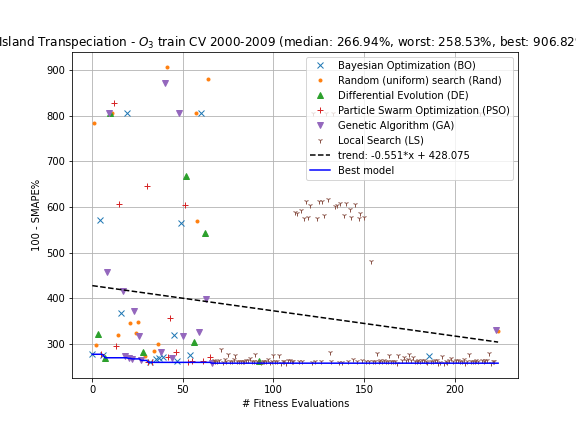 Island Transpeciation - O3 train CV 2000-2009 (median: 266.94%, worst: 258.53%, best: 906.829
Bayesian Optimization (BO)
Random (uniform) search (Rand)
Differential Evolution (DE)
Particle Swarm Optimization (PSO)
Genetic Algorithm (GA)
Local Search (LS)
trend: -0.551*x + 428.075
Best model
900
800
700
600
500
400
300
100 - SMAPE%
0
50
100
150
200
# Fitness Evaluations